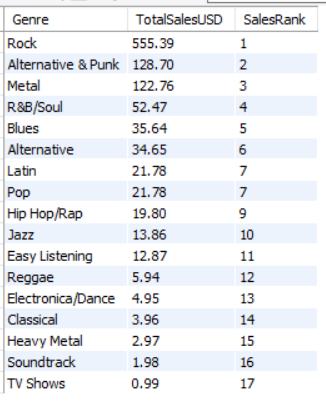 Genre TotalSalesUSD SalesRank
Rock 555.39 1
Alternative & Punk 128.70 2
Metal 122.76 3
R&B/Soul 52.47 4
Blues 35.64 5
Alternative 34.65 6
Latin 21.78 7
Pop 21.78 7
Hip Hop/Rap 19.80 9
Jazz 13.86 10
Easy Listening 12.87 11
Reggae 5.94 12
Electronica/Dance 4.95 13
Classical 3.96 14
Heavy Metal 2.97 15
Soundtrack 1.98 16
TV Shows 0.99 17